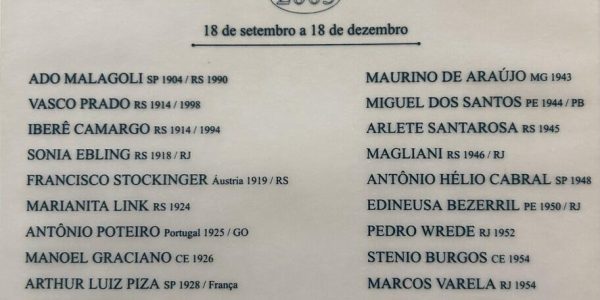 2005
18 de setembro a 18 de dezembro
ADO MALAGOLI SP 1904 / RS 1990
VASCO PRADO RS 1914 / 1998
IBERÊ CAMARGO RS 1914 / 1994
SONIA EBLING RS 1918 / RJ
FRANCISCO STOCKINGER Áustria 1919 / RS
MARIANITA LINK RS 1924
ANTÔNIO POTEIRO Portugal 1925 / GO
MANOEL GRACIANO CE 1926
ARTHUR LUIZ PIZA SP 1928 / França
MAURINO DE ARAÚJO MG 1943
MIGUEL DOS SANTOS PE 1944 / PB
ARLETE SANTAROSA RS 1945
MAGLIANI RS 1946 / RJ
ANTÔNIO HÉLIO CABRAL SP 1948
EDINEUSA BEZERRIL PE 1950 / RJ
PEDRO WREDE RJ 1952
STENIO BURGOS CE 1954
MARCOS VARELA RJ 1954